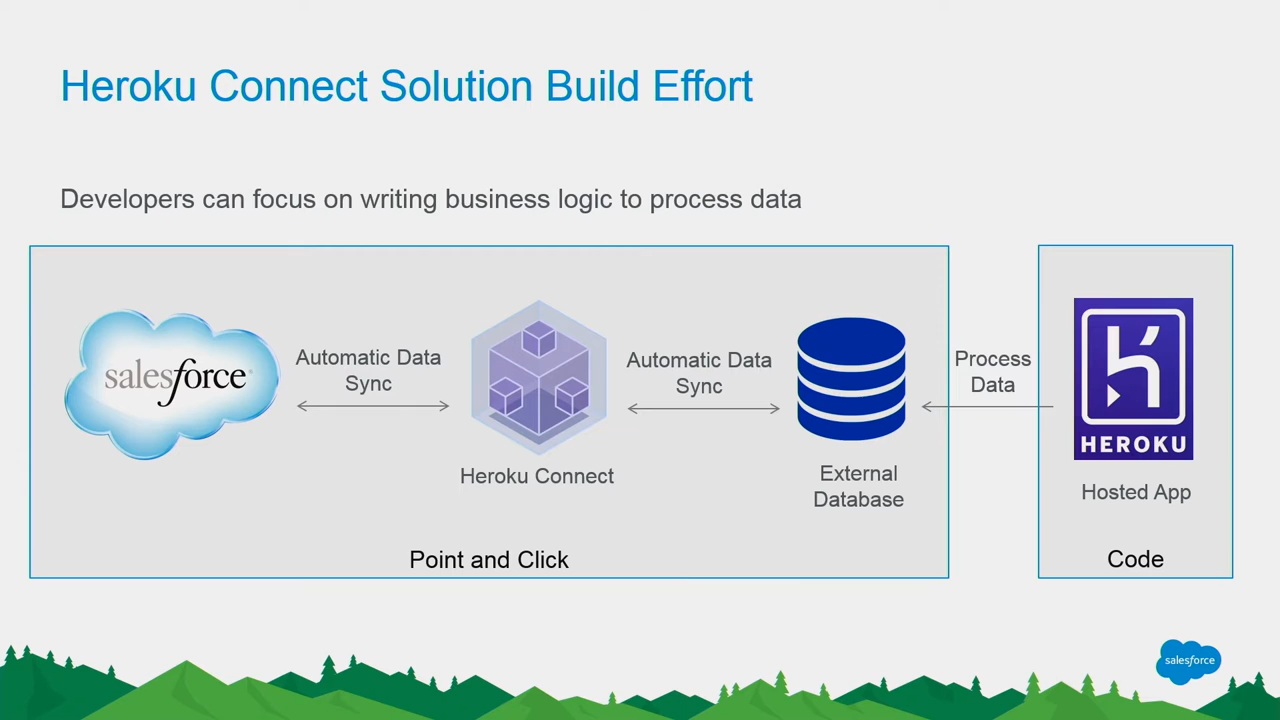 Heroku Connect Solution Build Effort
Developers can focus on writing business logic to process data
salesforce
Automatic Data
Sync
Heroku Connect
Automatic Data
Sync
External
Database
Point and Click
Process
Data
HEROKU
Hosted App
Code
salesforce